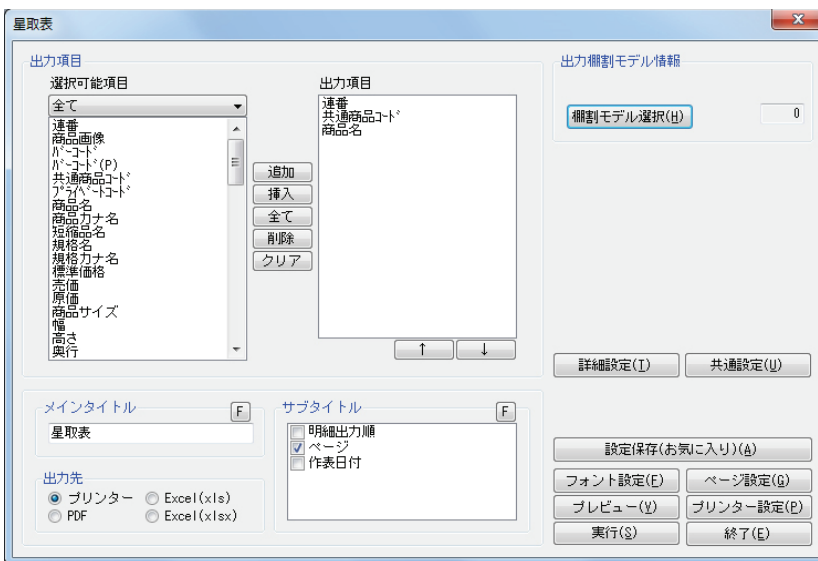 星取表
出力項目
選択可能項目
全て
連番
商品画像
ﾊﾞｰｺｰﾄﾞ
ﾊﾞｰｺｰﾄﾞ(P)
共通商品ｺｰﾄﾞ
ﾌﾟﾗｲﾍﾞｰﾄｺｰﾄﾞ
商品名
商品カナ名
短縮品名
規格名
規格カナ名
標準価格
売価
原価
商品サイズ
幅
高さ
奥行
追加
挿入
全て
削除
クリア
出力項目
連番
共通商品ｺｰﾄﾞ
商品名
↑
↓
出力棚割モデル情報
棚割モデル選択(H)
0
詳細設定(I)
共通設定(U)
メインタイトル
F
星取表
出力先
プリンター
Excel(xls)
PDF
Excel(xlsx)
サブタイトル
F
明細出力順
ページ
作表日付
設定保存(お気に入り)(A)
フォント設定(F)
ページ設定(G)
プレビュー(V)
プリンター設定(P)
実行(S)
終了(E)